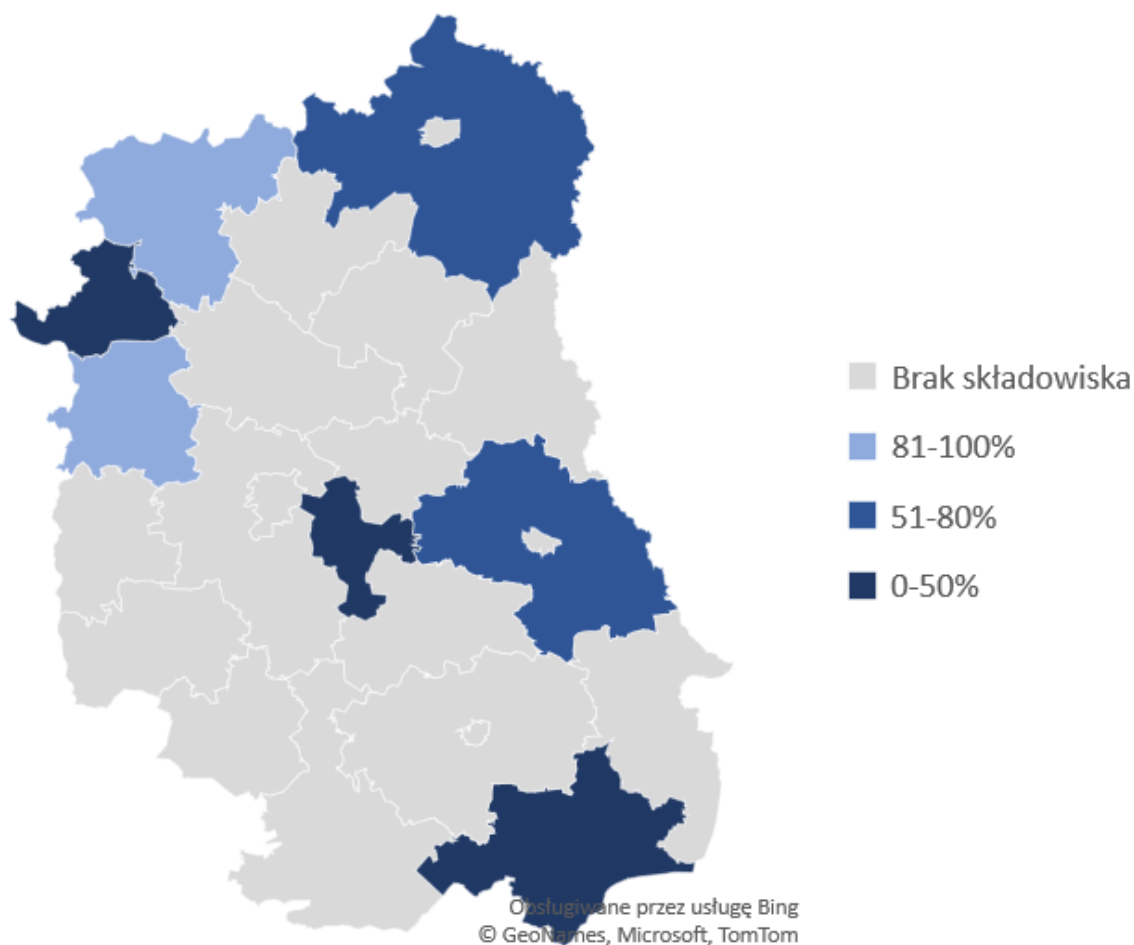 Brak składowiska
81-100%
51-80%
0-50%
Obsługiwane przez usługę Bing
© GeoNames, Microsoft, TomTom